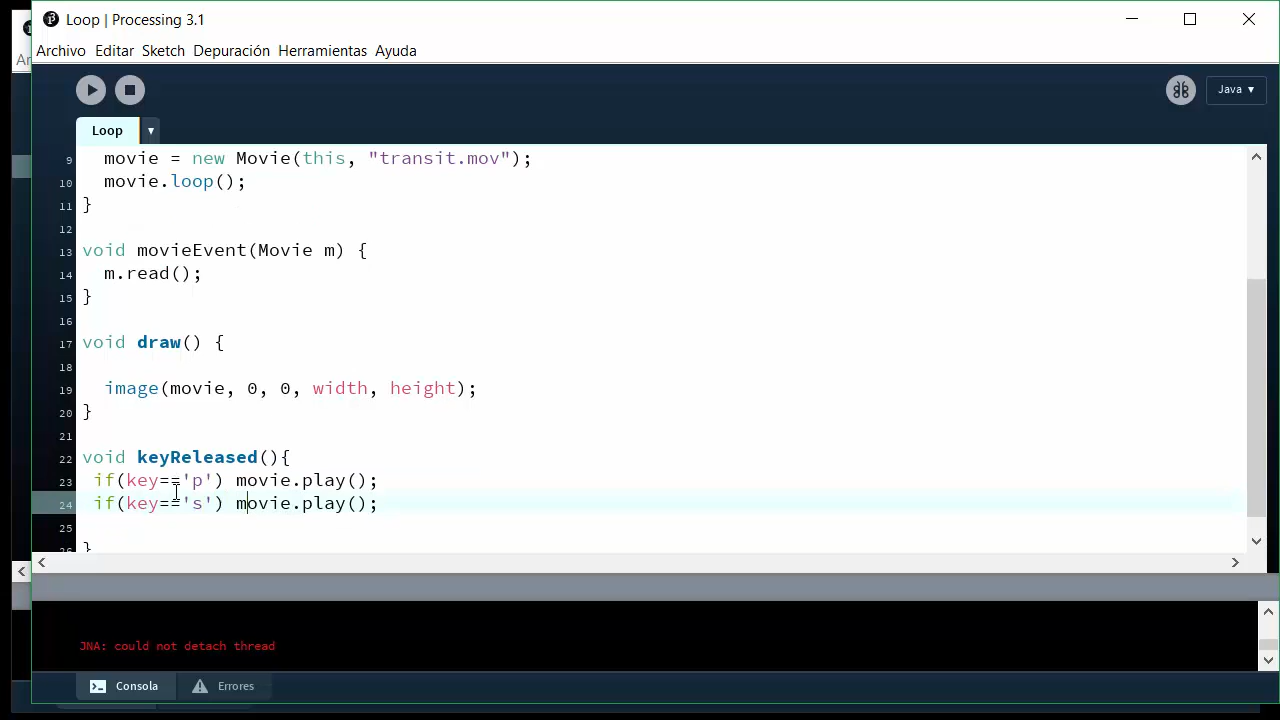 Loop | Processing 3.1
Ar
Archivo Editar Sketch Depuración Herramientas Ayuda
Java ▾
Loop ▾
9 movie = new Movie(this, "transit.mov");
10 movie.loop();
11 }
12
13 void movieEvent(Movie m) {
14 m.read();
15 }
16
17 void draw() {
18
19 image(movie, 0, 0, width, height);
20 }
21
22 void keyReleased(){
23 if(key=='p') movie.play();
24 if(key=='s') movie.play();
25
26 }
JNA: could not detach thread
Consola Errores